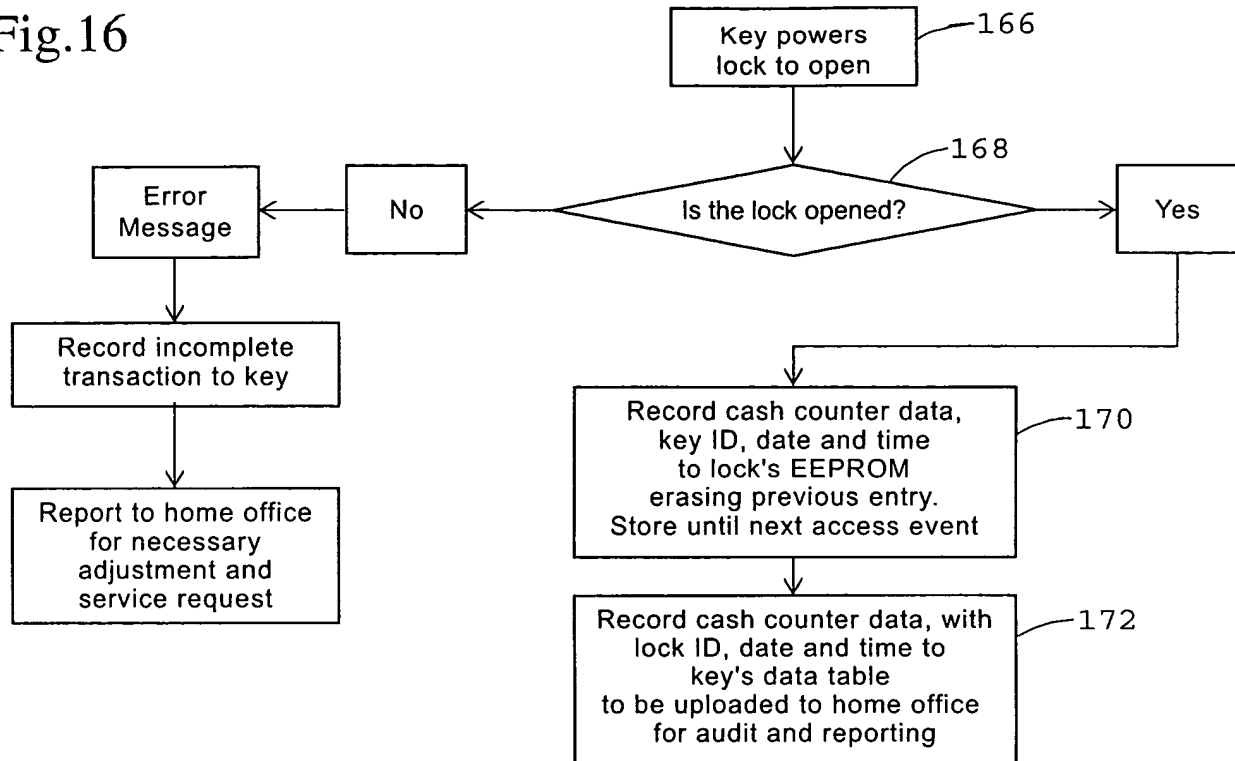 Fig.16
Key powers
lock to open
166
168
Is the lock opened?
Yes
No
Error
Message
Record incomplete
transaction to key
Report to home office
for necessary
adjustment and
service request
Record cash counter data,
key ID, date and time
to lock's EEPROM
erasing previous entry.
Store until next access event
170
Record cash counter data, with
lock ID, date and time to
key's data table
to be uploaded to home office
for audit and reporting
172